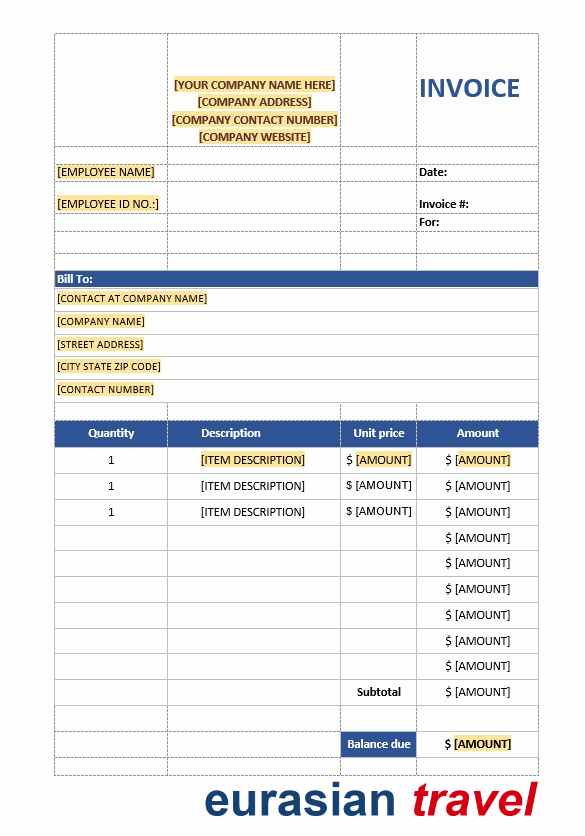 [YOUR COMPANY NAME HERE] INVOICE
[COMPANY ADDRESS]
[COMPANY CONTACT NUMBER]
[COMPANY WEBSITE]
[EMPLOYEE NAME] Date:
[EMPLOYEE ID NO.:] Invoice #:
For:
Bill To:
[CONTACT AT COMPANY NAME]
[COMPANY NAME]
[STREET ADDRESS]
[CITY STATE ZIP CODE]
[CONTACT NUMBER]
Quantity Description Unit price Amount
1 [ITEM DESCRIPTION] $ [AMOUNT] $ [AMOUNT]
1 [ITEM DESCRIPTION] $ [AMOUNT] $ [AMOUNT]
1 [ITEM DESCRIPTION] $ [AMOUNT] $ [AMOUNT]
$ [AMOUNT]
$ [AMOUNT]
$ [AMOUNT]
$ [AMOUNT]
$ [AMOUNT]
$ [AMOUNT]
Subtotal $ [AMOUNT]
Balance due $ [AMOUNT]
eurasian travel